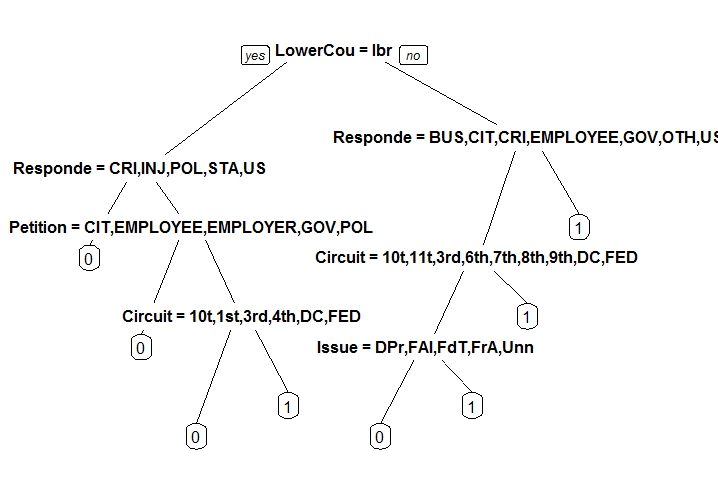 yes LowerCou = lbr no
Responde = BUS,CIT,CRI,EMPLOYEE,GOV,OTH,US
Responde = CRI,INJ,POL,STA,US
Petition = CIT,EMPLOYEE,EMPLOYER,GOV,POL
1
0
Circuit = 10t,11t,3rd,6th,7th,8th,9th,DC,FED
Circuit = 10t,1st,3rd,4th,DC,FED
1
0
Issue = DPr,FAI,FdT,FrA,Unn
1
1
0
0